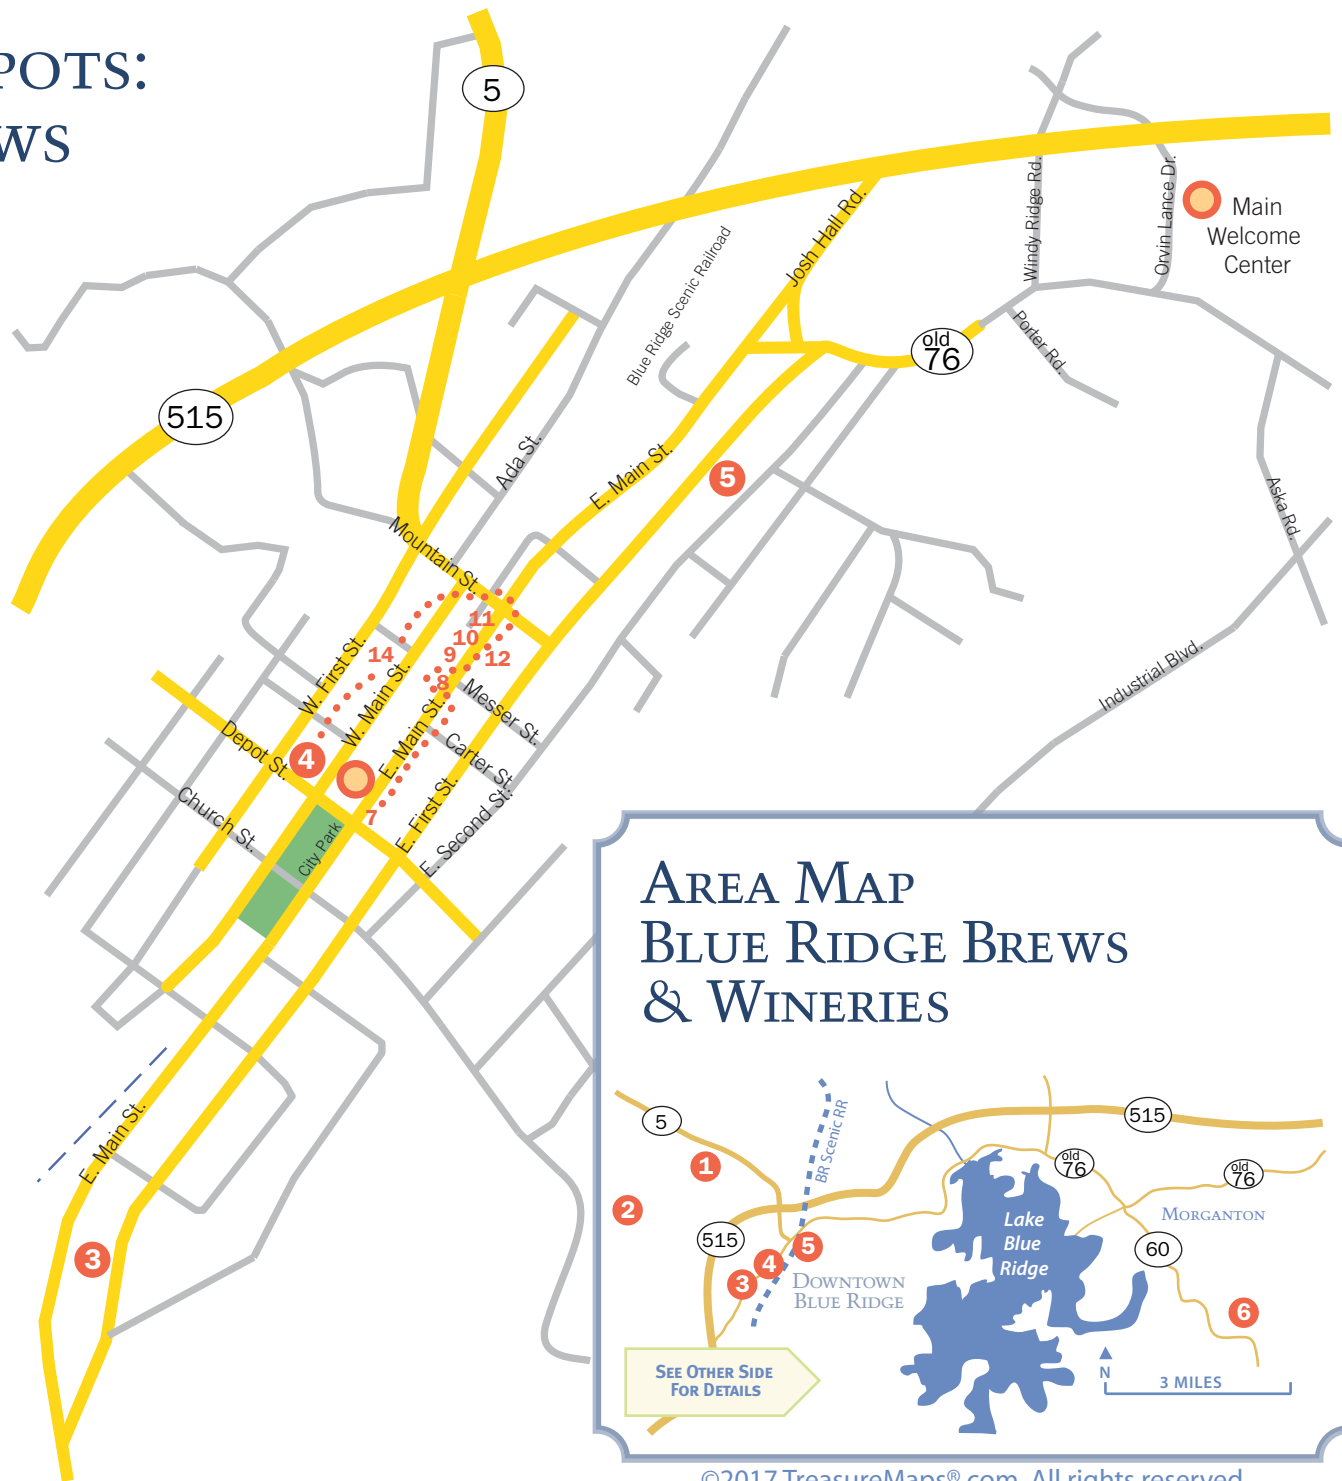 POTS:
WS
5
515
old
76
Main
Welcome
Center
Windy Ridge Rd.
Orvin Lance Dr.
Josh Hall Rd.
Blue Ridge Scenic Railroad
Porter Rd.
Aska Rd.
Industrial Blvd.
Ada St.
E. Main St.
5
Mountain St.
11
10
9
12
14
8
W. First St.
W. Main St.
E. Main St.
Messer St.
Carter St.
Depot St.
4
7
Church St.
City Park
E. First St.
E. Second St.
E. Main St.
3
Area Map
Blue Ridge Brews
& Wineries
5
1
2
515
BR Scenic RR
515
old
76
old
76
Morganton
60
Lake
Blue
Ridge
5
4
3
Downtown
Blue Ridge
6
See Other Side
For Details
N
3 MILES
©2017 TreasureMaps®.com. All rights reserved